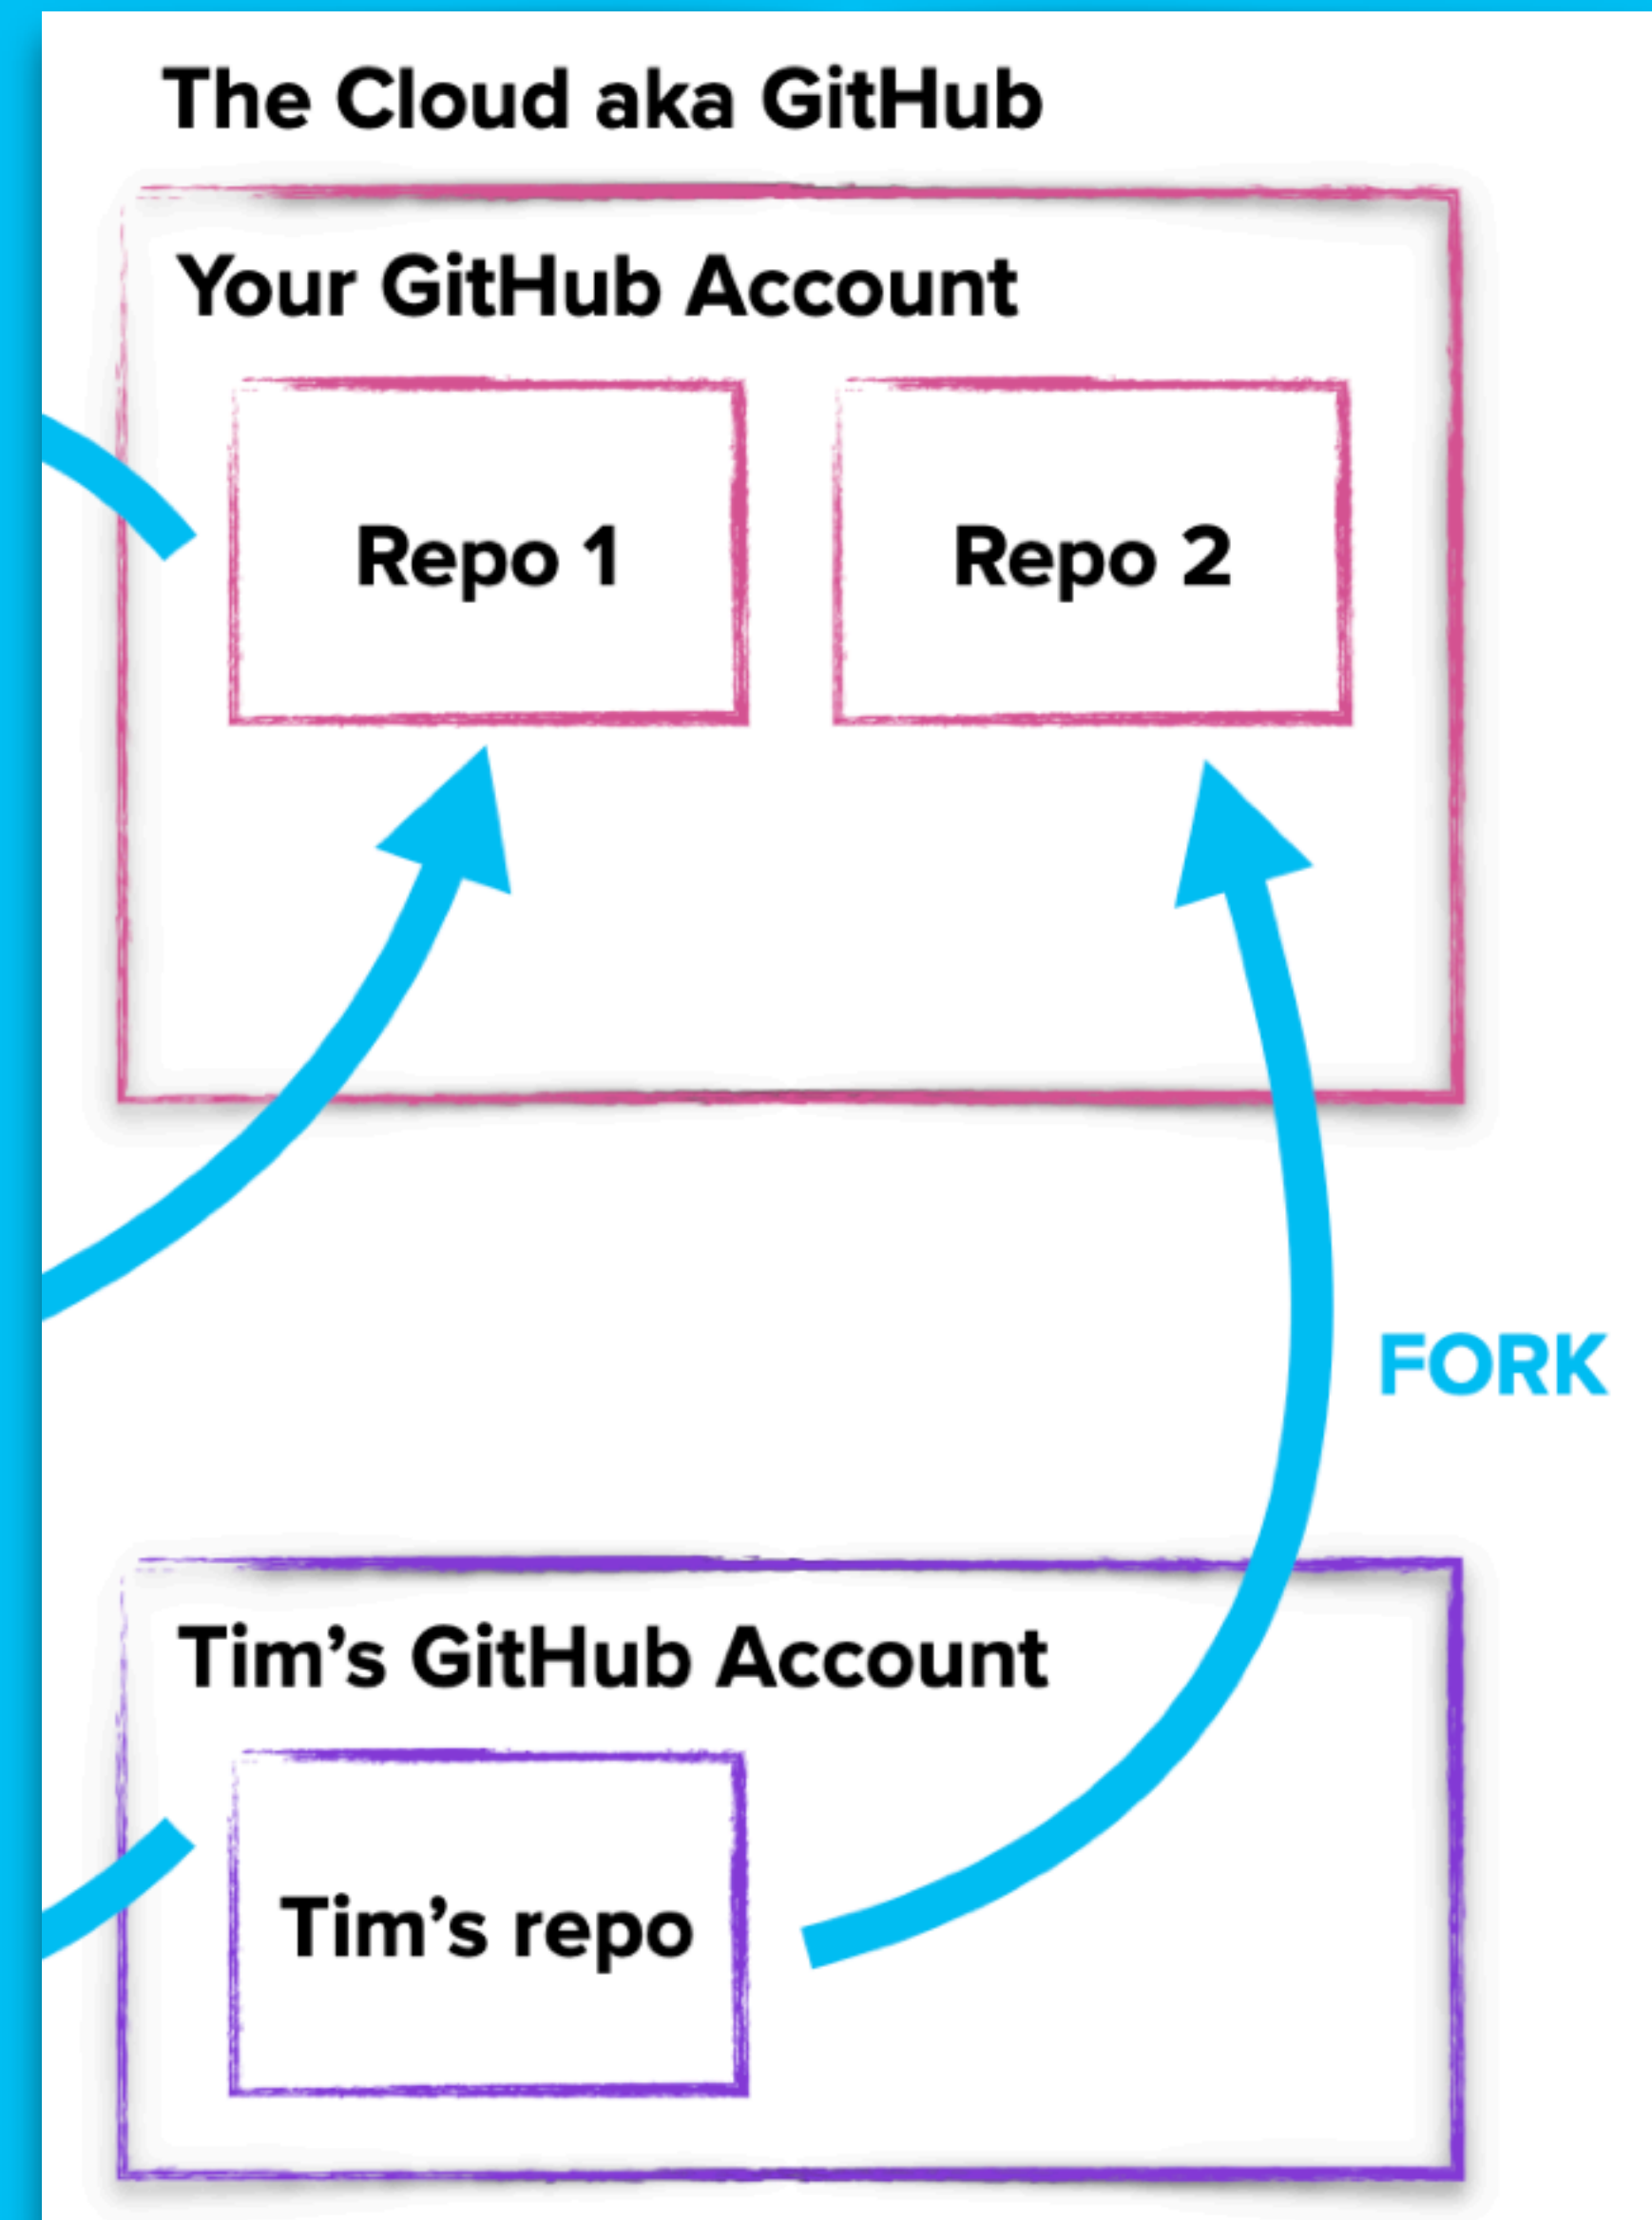 The Cloud aka GitHub
Your GitHub Account
Repo 1
Repo 2
FORK
Tim’s GitHub Account
Tim’s repo